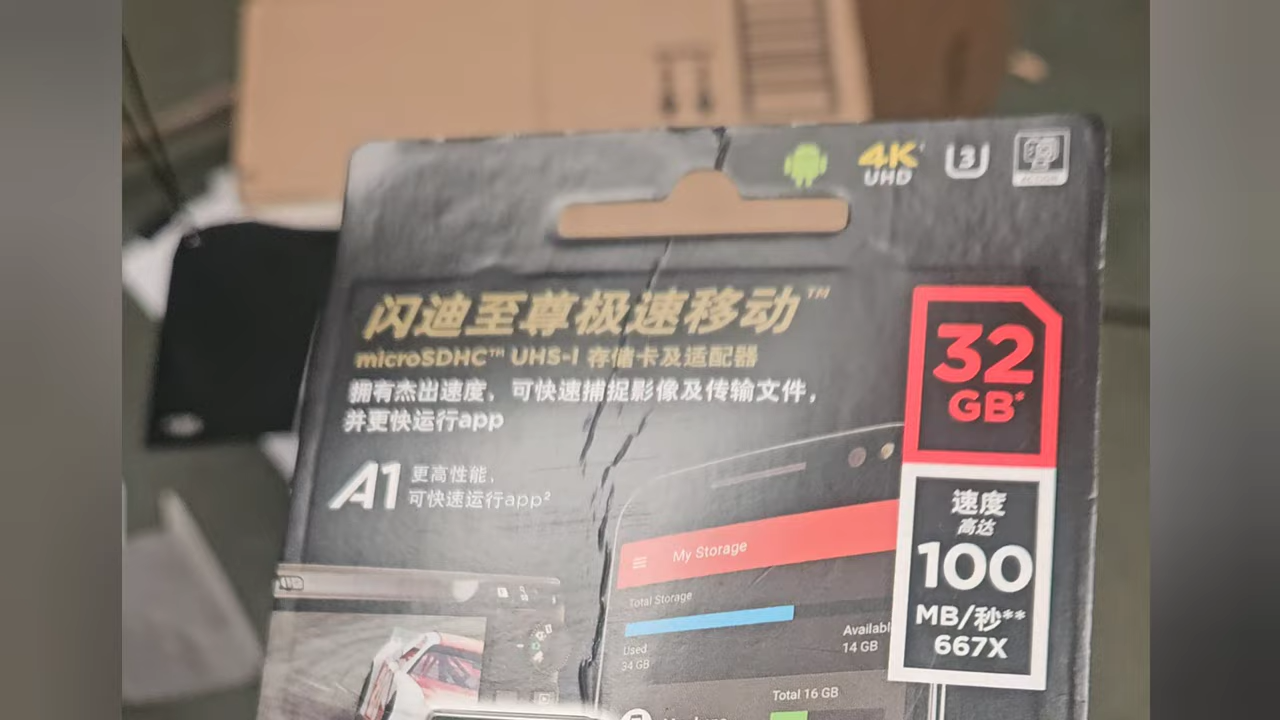 4K
UHD
3
闪迪至尊极速移动™
microSDHC™ UHS-I 存储卡及适配器
拥有杰出速度、可快速捕捉影像及传输文件，
并更快运行app
A1 更高性能，
可快速运行app²
32
GB*
速度
高达
100
MB/秒**
667X
My Storage
Total Storage
Used
34 GB
Available
14 GB
Total 16 GB